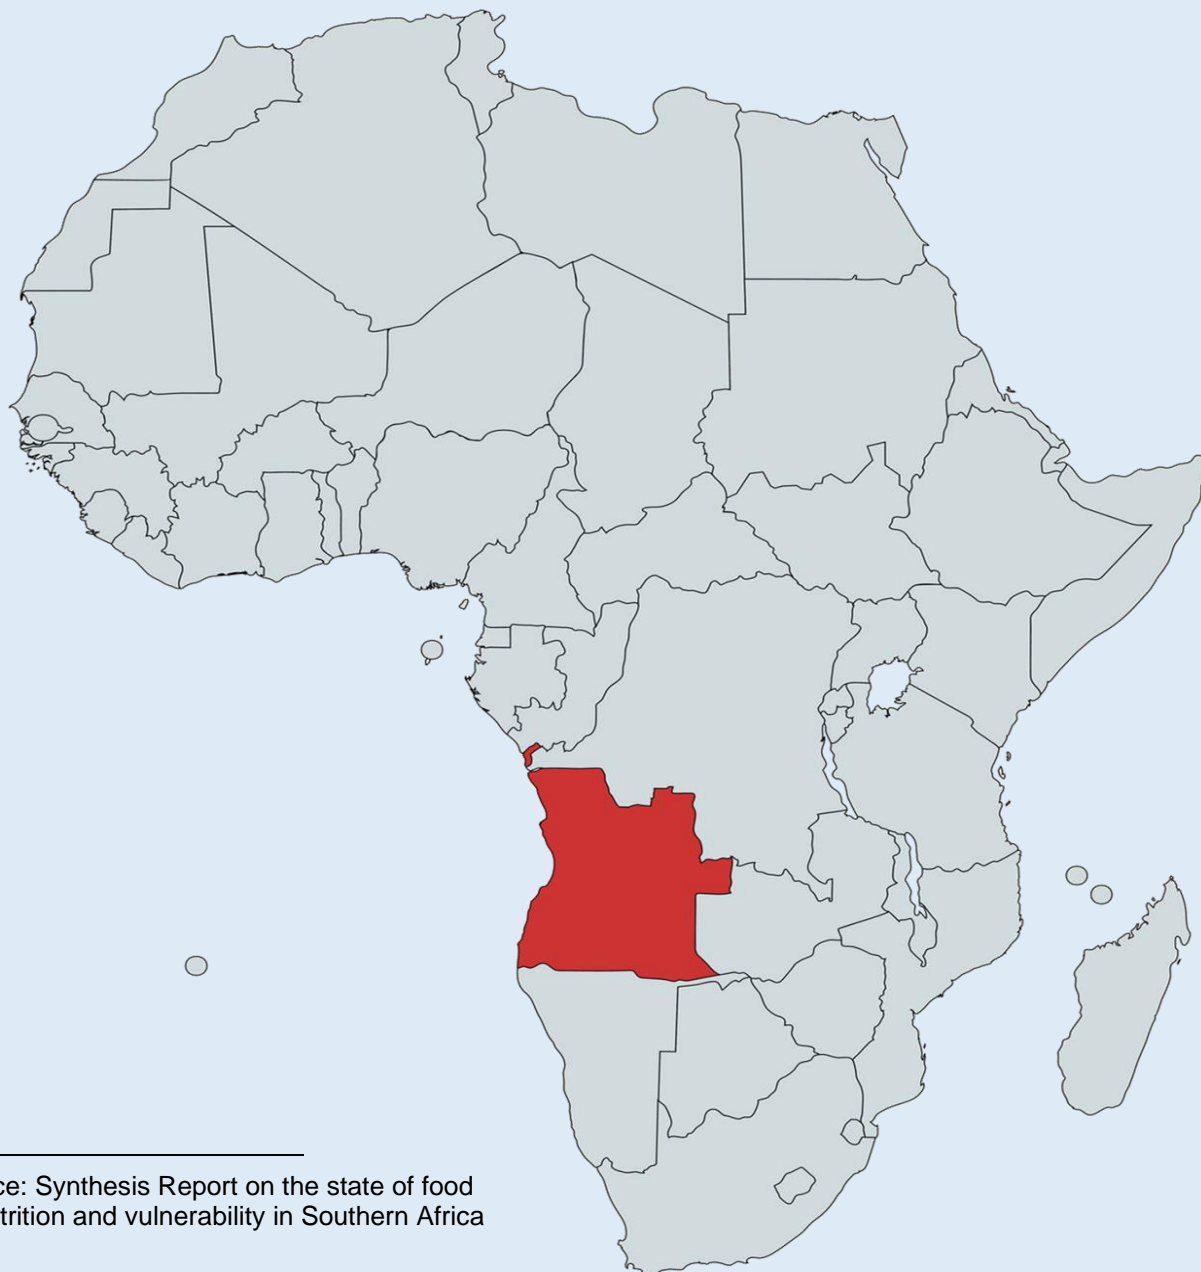 ce: Synthesis Report on the state of food
trition and vulnerability in Southern Africa